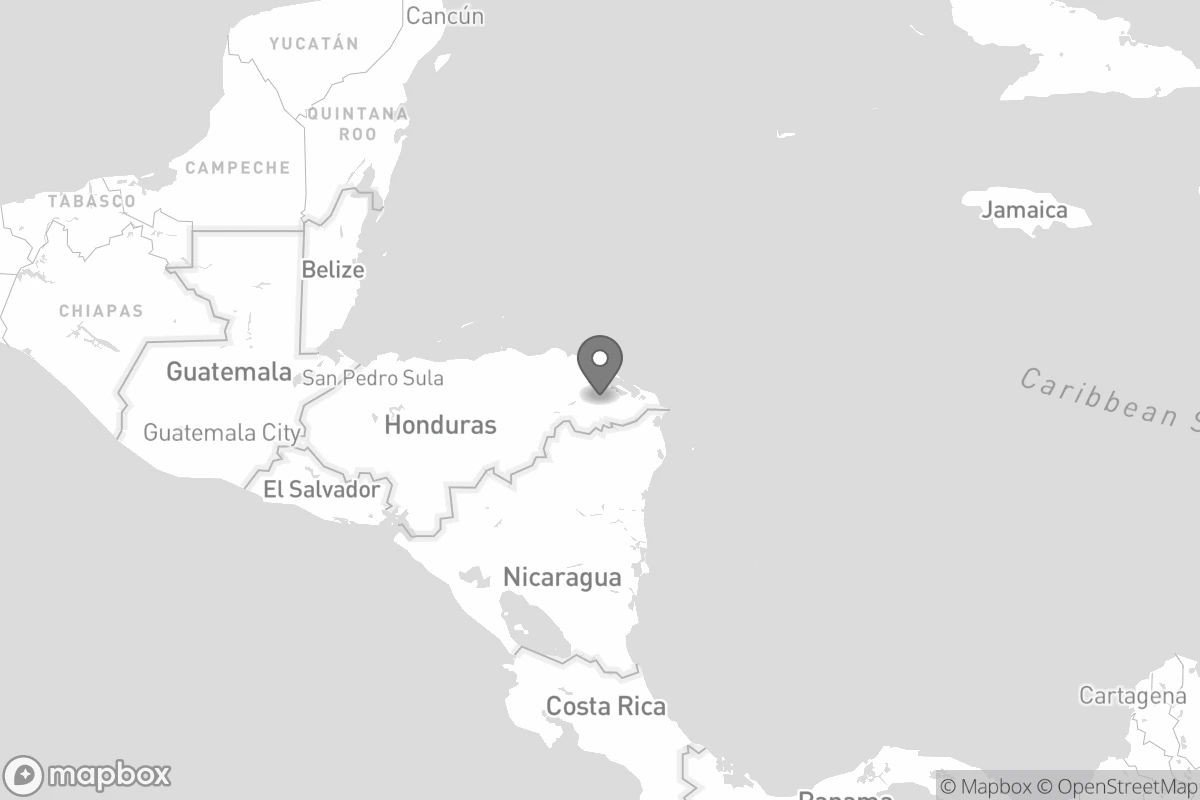 Cancún
YUCATÁN
QUINTANA
ROO
CAMPECHE
TABASCO
Jamaica
Belize
CHIAPAS
Guatemala
San Pedro Sula
Caribbean S
Honduras
Guatemala City
El Salvador
Nicaragua
Cartagena
Costa Rica
mapbox
© Mapbox © OpenStreetMap
Panama